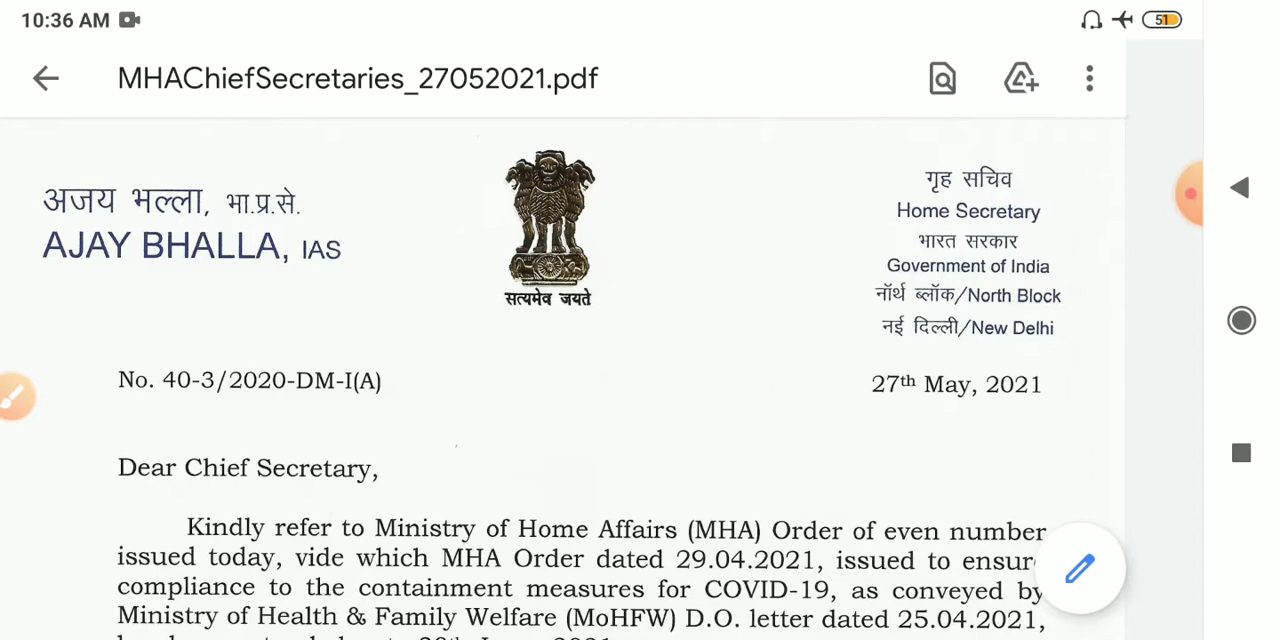 10:36 AM
51
MHAChiefSecretaries_27052021.pdf
अजय भल्ला, भा.प्र.से.
AJAY BHALLA, IAS
सत्यमेव जयते
गृह सचिव
Home Secretary
भारत सरकार
Government of India
नॉर्थ ब्लॉक/North Block
नई दिल्ली/New Delhi
No. 40-3/2020-DM-I(A)
27th May, 2021
Dear Chief Secretary,
Kindly refer to Ministry of Home Affairs (MHA) Order of even number
issued today, vide which MHA Order dated 29.04.2021, issued to ensure
compliance to the containment measures for COVID-19, as conveyed by
Ministry of Health & Family Welfare (MoHFW) D.O. letter dated 25.04.2021,